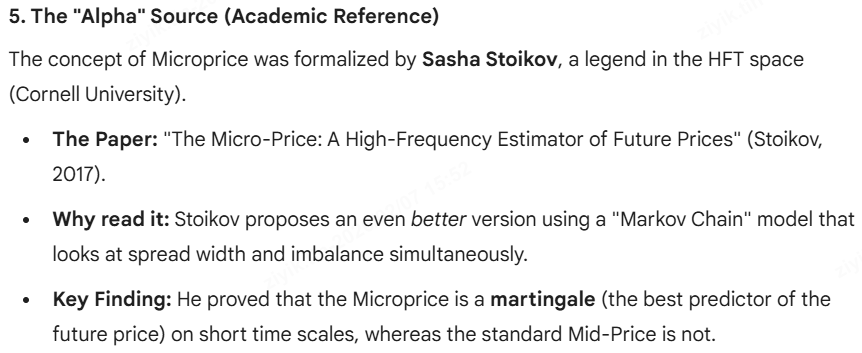 5. The "Alpha" Source (Academic Reference)
The concept of Microprice was formalized by Sasha Stoikov, a legend in the HFT space
(Cornell University).
• The Paper: "The Micro-Price: A High-Frequency Estimator of Future Prices" (Stoikov,
2017).
• Why read it: Stoikov proposes an even better version using a "Markov Chain" model that
looks at spread width and imbalance simultaneously.
• Key Finding: He proved that the Microprice is a martingale (the best predictor of the
future price) on short time scales, whereas the standard Mid-Price is not.